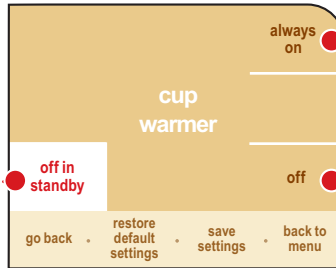 always
on
cup
warmer
off in
standby
off
go back
restore
default
settings
save
settings
back to
menu